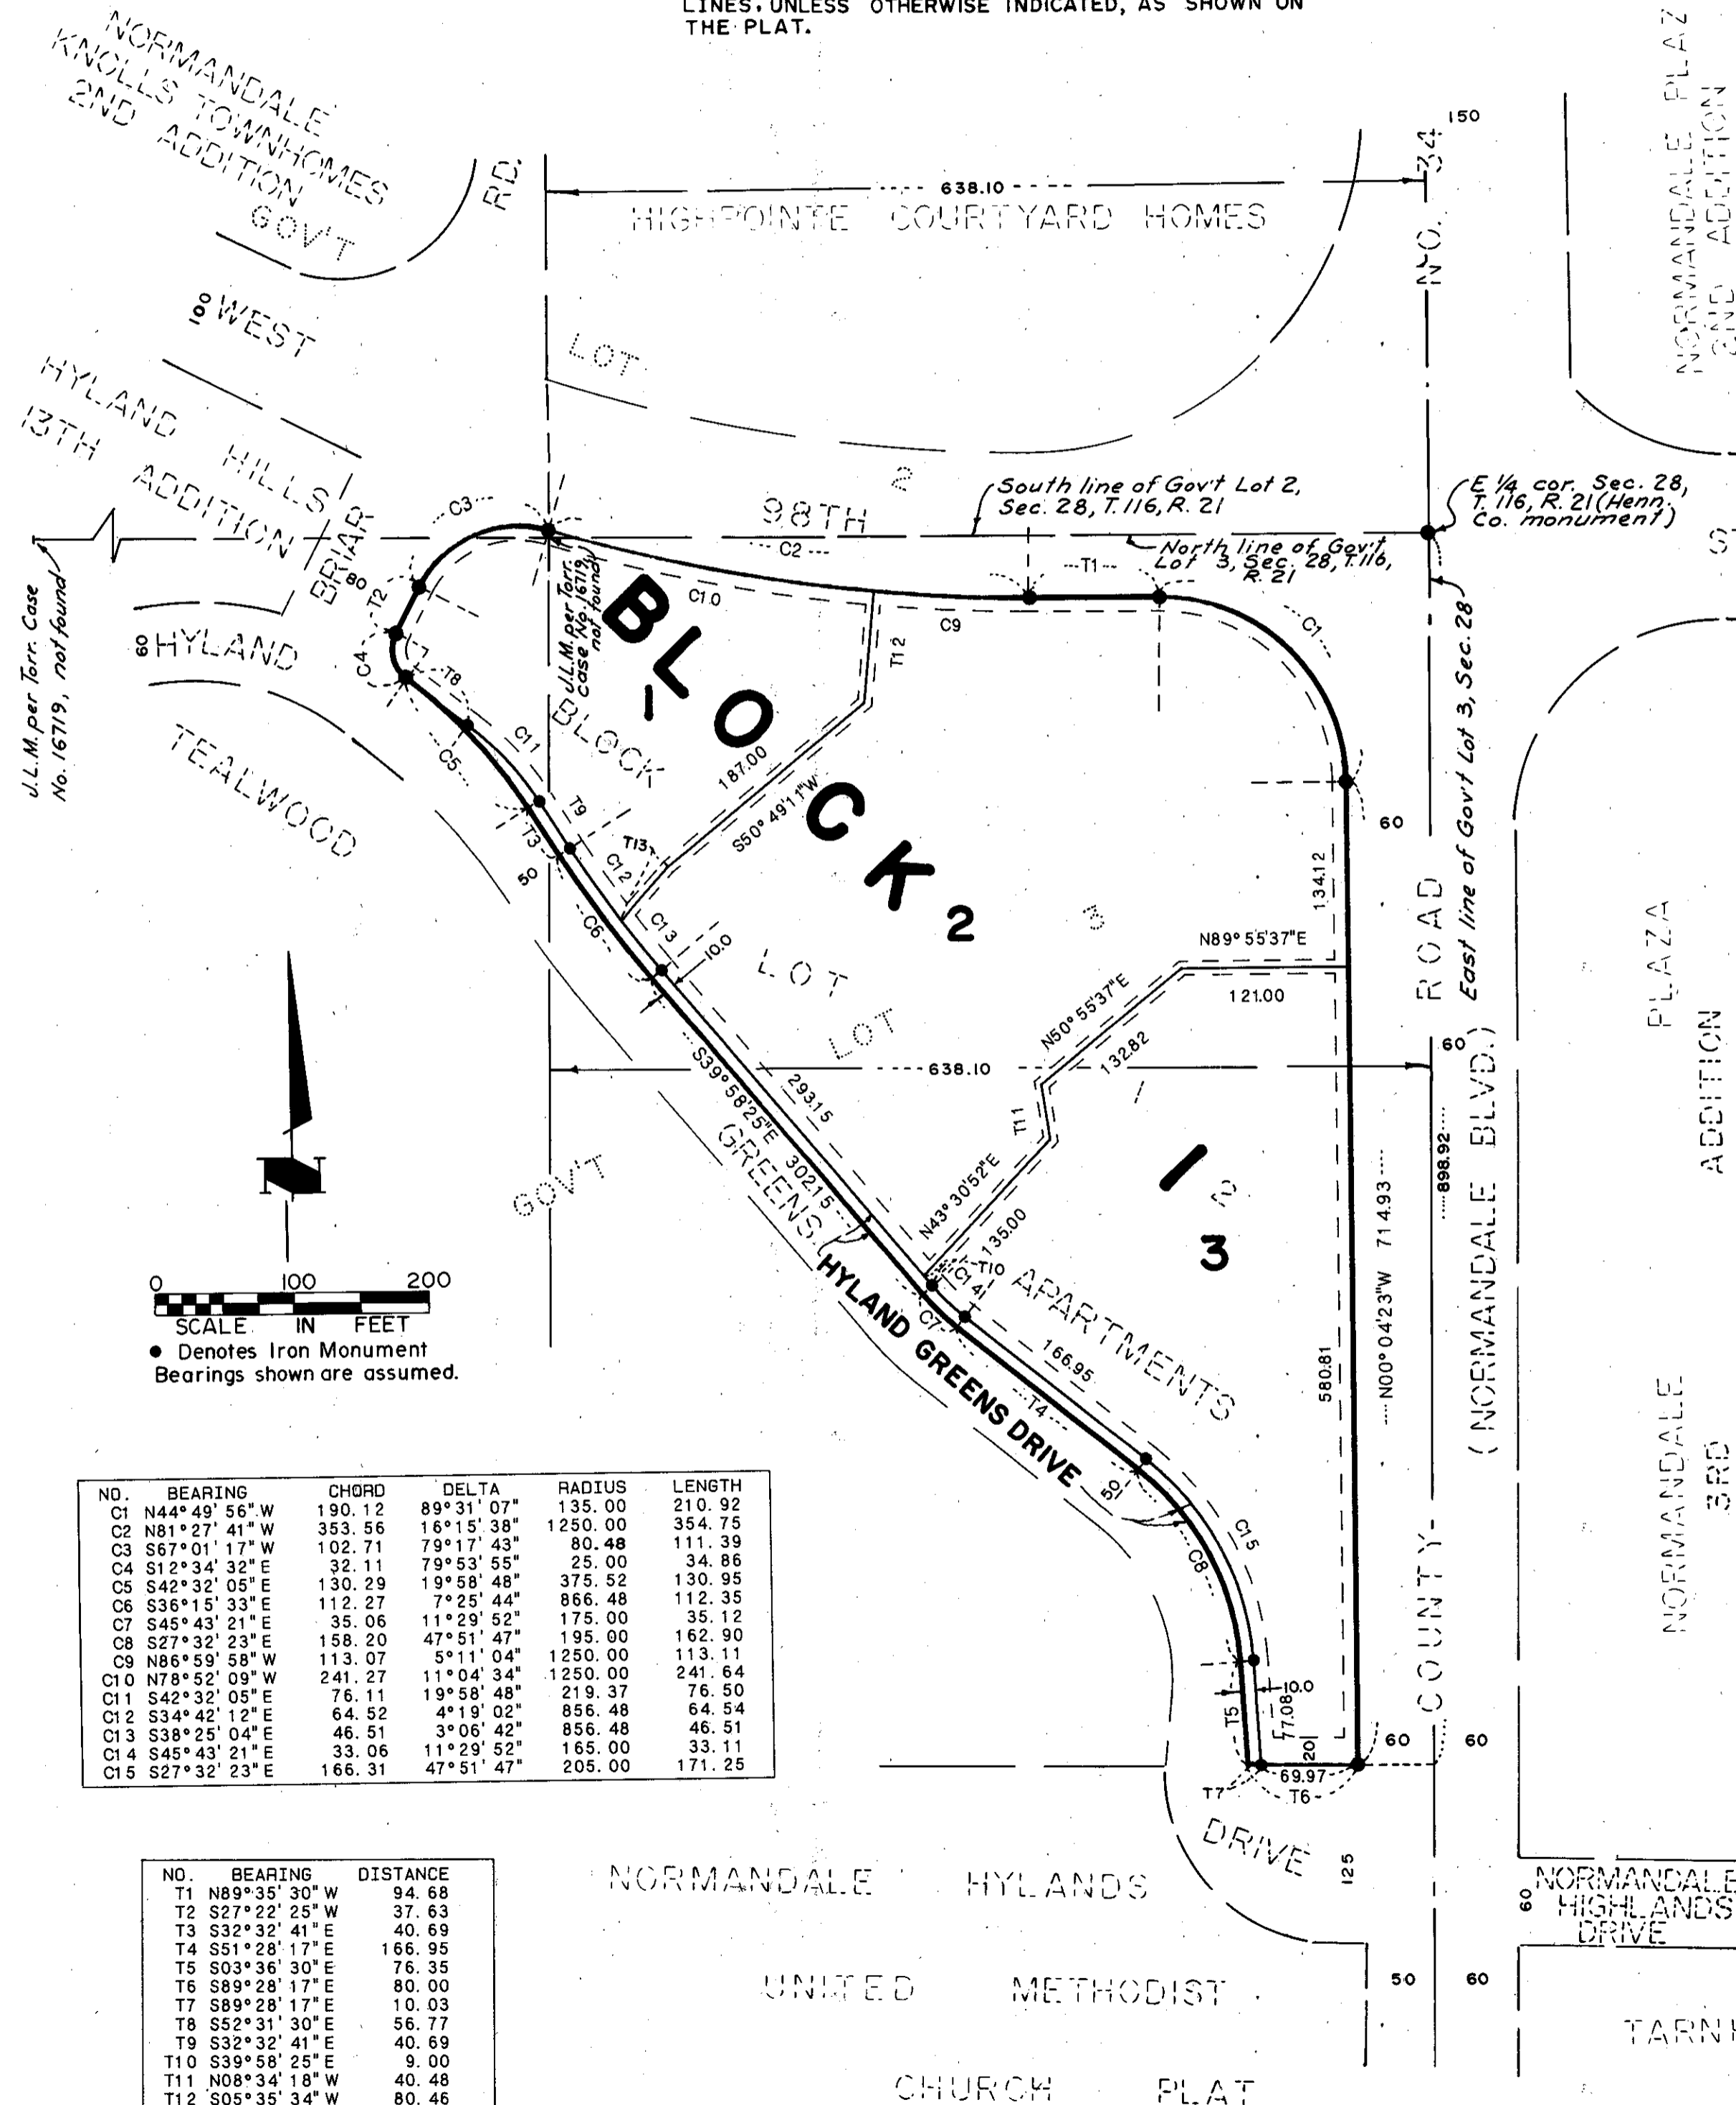 LINES, UNLESS OTHERWISE INDICATED, AS SHOWN ON
THE PLAT.
NORMANDALE
KNOLLS TOWNHOMES
2ND ADDITION
GOV'T
RD.
638.10
HIGHPOINTE COURTYARD HOMES
NO. 34
150
NORMANDALE
2ND ADDITION
100
WEST
LOT
2
HYLAND HILLS
13TH ADDITION
BRIAR
80
60
HYLAND
98TH
South line of Gov't Lot 2,
Sec. 28, T.116, R. 21
North line of Gov't
Lot 3, Sec. 28, T.116,
R. 21
E 1/4 cor. Sec. 28,
T. 116, R. 21 (Henn.
Co. monument)
J.L.M. per Torr. Case
No. 16719, not found
J.L.M. per Torr.
Case No. 16719,
not found
C3
C2
T1
C1
C10
C9
T12
T2
C4
T8
C11
C5
T9
T3
50
T13
C12
C13
C6
10.0
BLOCK 2
1
BLOCK
187.00
S50°49'11"W
TEALWOOD
134.12
60
N89°55'37"E
121.00
N50°55'37"E
132.82
3
LOT
LOT
638.10
ROAD
60
East line of Gov't Lot 3, Sec. 28
S39°58'25"E 302.15
293.15
GREENS
GOV'T
T11
1
1
2
3
N43°30'52"E
135.00
T10
C14
C7
APARTMENTS
166.95
T4
HYLAND GREENS DRIVE
50
C15
C8
580.81
N00°04'23"W 714.93
898.92
(NORMANDALE BLVD.)
COUNTY
PLAZA
ADDITION
NORMANDALE
3RD
N
0 100 200
SCALE IN FEET
● Denotes Iron Monument
Bearings shown are assumed.
NO. BEARING CHORD DELTA RADIUS LENGTH
C1 N44°49'56"W 190.12 89°31'07" 135.00 210.92
C2 N81°27'41"W 353.56 16°15'38" 1250.00 354.75
C3 S67°01'17"W 102.71 79°17'43" 80.48 111.39
C4 S12°34'32"E 32.11 79°53'55" 25.00 34.86
C5 S42°32'05"E 130.29 19°58'48" 375.52 130.95
C6 S36°15'33"E 112.27 7°25'44" 866.48 112.35
C7 S45°43'21"E 35.06 11°29'52" 175.00 35.12
C8 S27°32'23"E 158.20 47°51'47" 195.00 162.90
C9 N86°59'58"W 113.07 5°11'04" 1250.00 113.11
C10 N78°52'09"W 241.27 11°04'34" 1250.00 241.64
C11 S42°32'05"E 76.11 19°58'48" 219.37 76.50
C12 S34°42'12"E 64.52 4°19'02" 856.48 64.54
C13 S38°25'04"E 46.51 3°06'42" 856.48 46.51
C14 S45°43'21"E 33.06 11°29'52" 165.00 33.11
C15 S27°32'23"E 166.31 47°51'47" 205.00 171.25
T5
10.0
77.08
20
60
60
69.97
T7
T6
DRIVE
125
NO. BEARING DISTANCE
T1 N89°35'30"W 94.68
T2 S27°22'25"W 37.63
T3 S32°32'41"E 40.69
T4 S51°28'17"E 166.95
T5 S03°36'30"E 76.35
T6 S89°28'17"E 80.00
T7 S89°28'17"E 10.03
T8 S52°31'30"E 56.77
T9 S32°32'41"E 40.69
T10 S39°58'25"E 9.00
T11 N08°34'18"W 40.48
T12 S05°35'34"W 80.46
NORMANDALE HYLANDS
UNITED METHODIST
CHURCH PLAT
60
NORMANDALE
HIGHLANDS
DRIVE
50
60